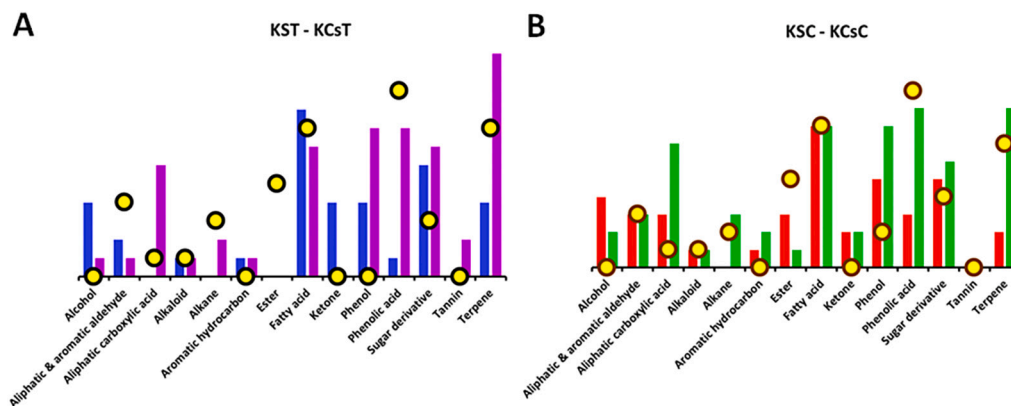 A
KST - KCsT
Alcohol
Aliphatic & aromatic aldehyde
Aliphatic carboxylic acid
Alkaloid
Alkane
Aromatic hydrocarbon
Ester
Fatty acid
Ketone
Phenol
Phenolic acid
Sugar derivative
Tannin
Terpene
B
KSC - KCsC
Alcohol
Aliphatic & aromatic aldehyde
Aliphatic carboxylic acid
Alkaloid
Alkane
Aromatic hydrocarbon
Ester
Fatty acid
Ketone
Phenol
Phenolic acid
Sugar derivative
Tannin
Terpene